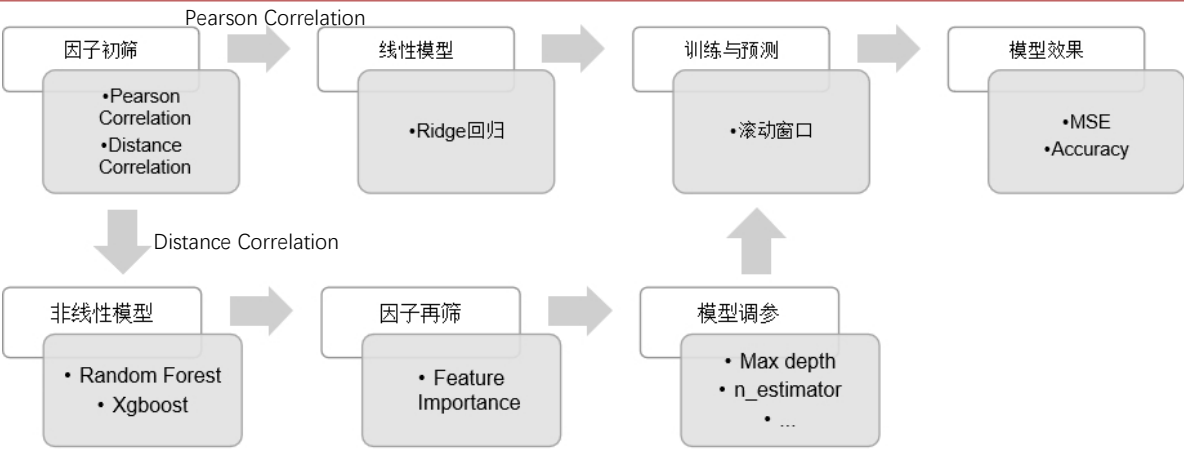 Pearson Correlation
因子初筛
•Pearson
Correlation
•Distance
Correlation
线性模型
•Ridge回归
训练与预测
•滚动窗口
模型效果
•MSE
•Accuracy
Distance Correlation
非线性模型
• Random Forest
• Xgboost
因子再筛
• Feature
Importance
模型调参
• Max depth
• n_estimator
• ...